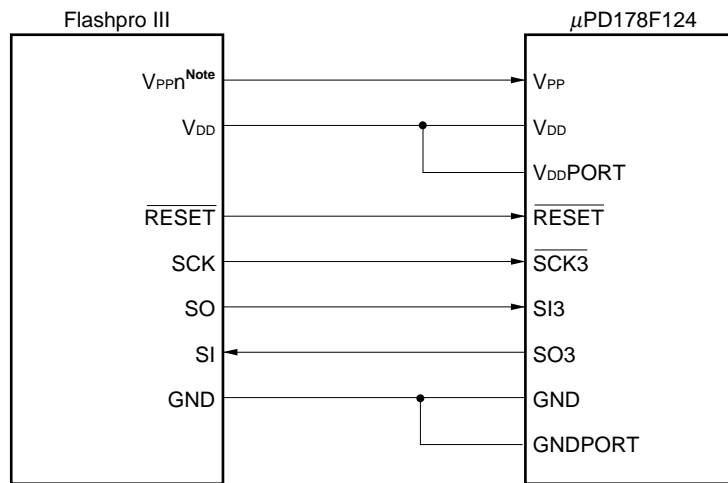 Flashpro III
VPPnNote
VDD
RESET
SCK
SO
SI
GND
μPD178F124
VPP
VDD
VDDPORT
RESET
SCK3
SI3
SO3
GND
GNDPORT